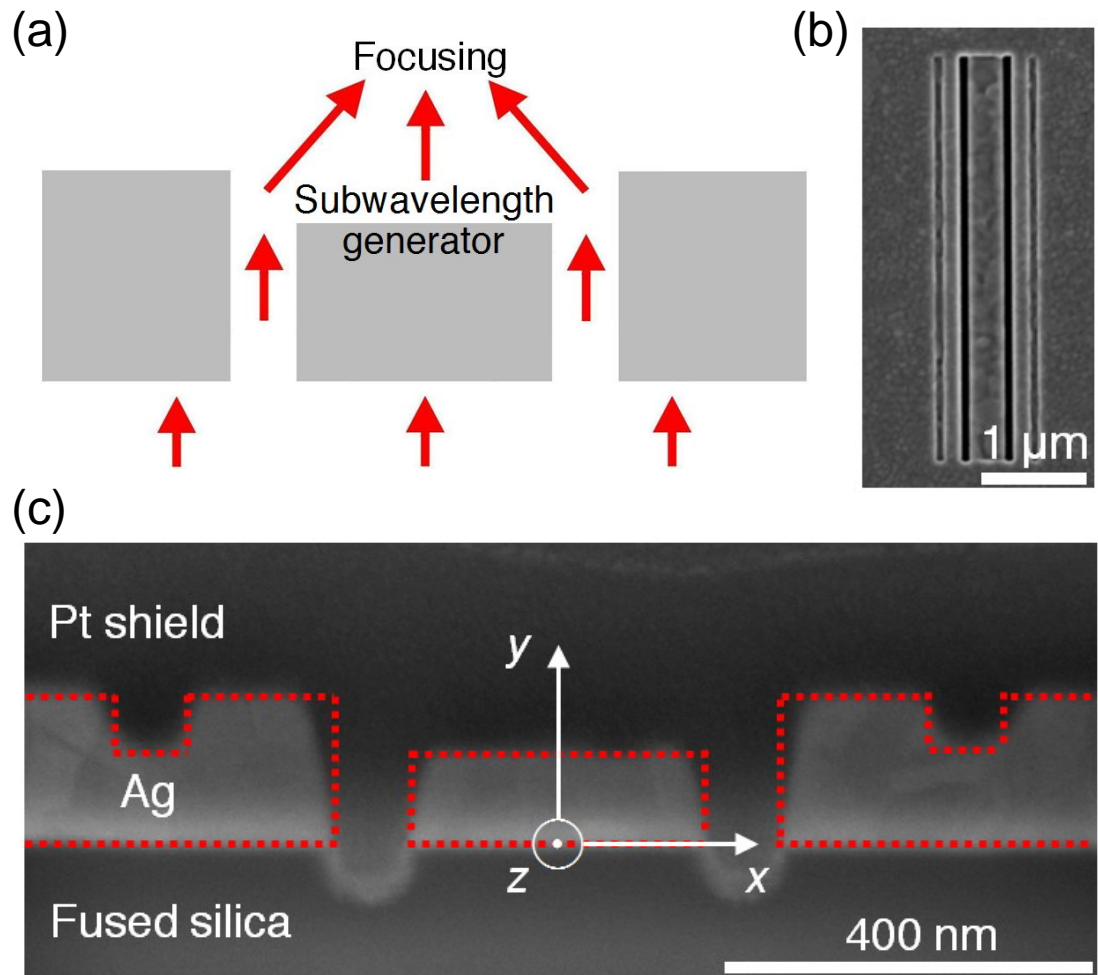 (a)
Focusing
Subwavelength
generator
(b)
1 μm
(c)
Pt shield
y
Ag
z
x
Fused silica
400 nm